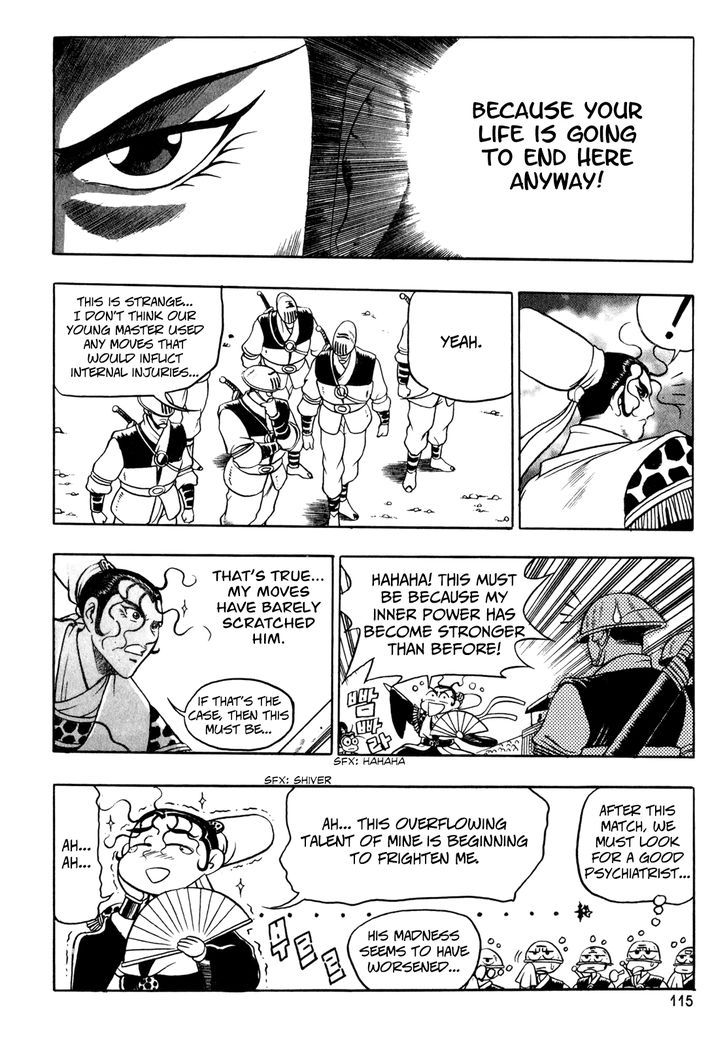 BECAUSE YOUR
LIFE IS GOING
TO END HERE
ANYWAY!
THIS IS STRANGE...
I DON'T THINK OUR
YOUNG MASTER USED
ANY MOVES THAT
WOULD INFLICT
INTERNAL INJURIES...
YEAH.
!
THAT'S TRUE...
MY MOVES
HAVE BARELY
SCRATCHED
HIM.
IF THAT'S THE
CASE, THEN THIS
MUST BE...
HAHAHA! THIS MUST
BE BECAUSE MY
INNER POWER HAS
BECOME STRONGER
THAN BEFORE!
SFX: HAHAHA
SFX: SHIVER
AH...
AH...
AH... THIS OVERFLOWING
TALENT OF MINE IS BEGINNING
TO FRIGHTEN ME.
AFTER THIS
MATCH, WE
MUST LOOK
FOR A GOOD
PSYCHIATRIST...
HIS MADNESS
SEEMS TO HAVE
WORSENED...
115